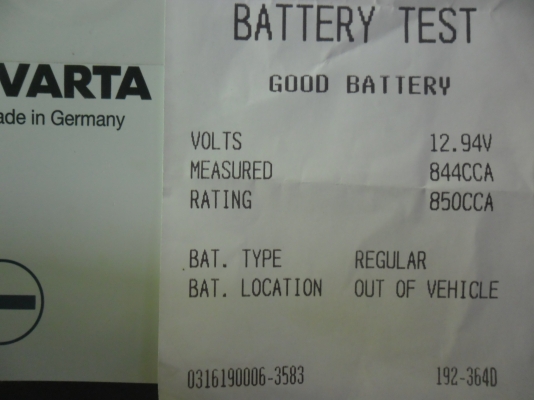 VARTA
ade in Germany
BATTERY TEST
GOOD BATTERY
VOLTS 12.94V
MEASURED 844CCA
RATING 850CCA
BAT. TYPE REGULAR
BAT. LOCATION OUT OF VEHICLE
0316190006-3583 192-364D